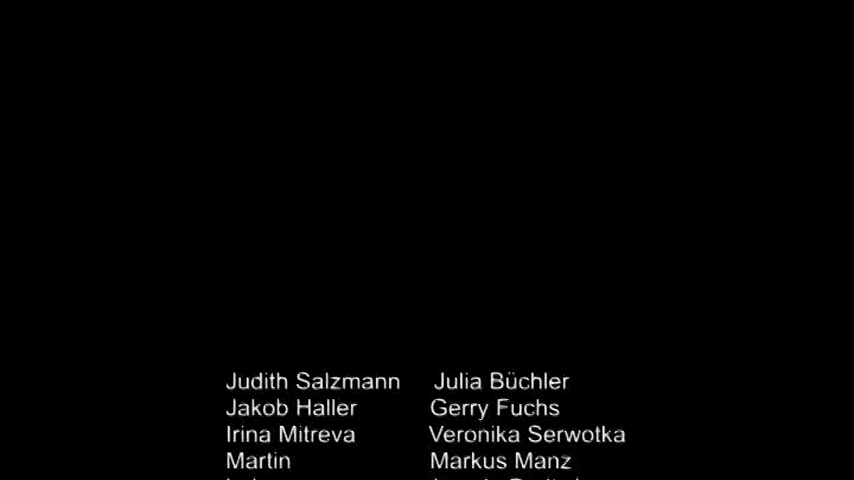 Judith Salzmann Julia Büchler
Jakob Haller Gerry Fuchs
Irina Mitreva Veronika Serwotka
Martin Markus Manz